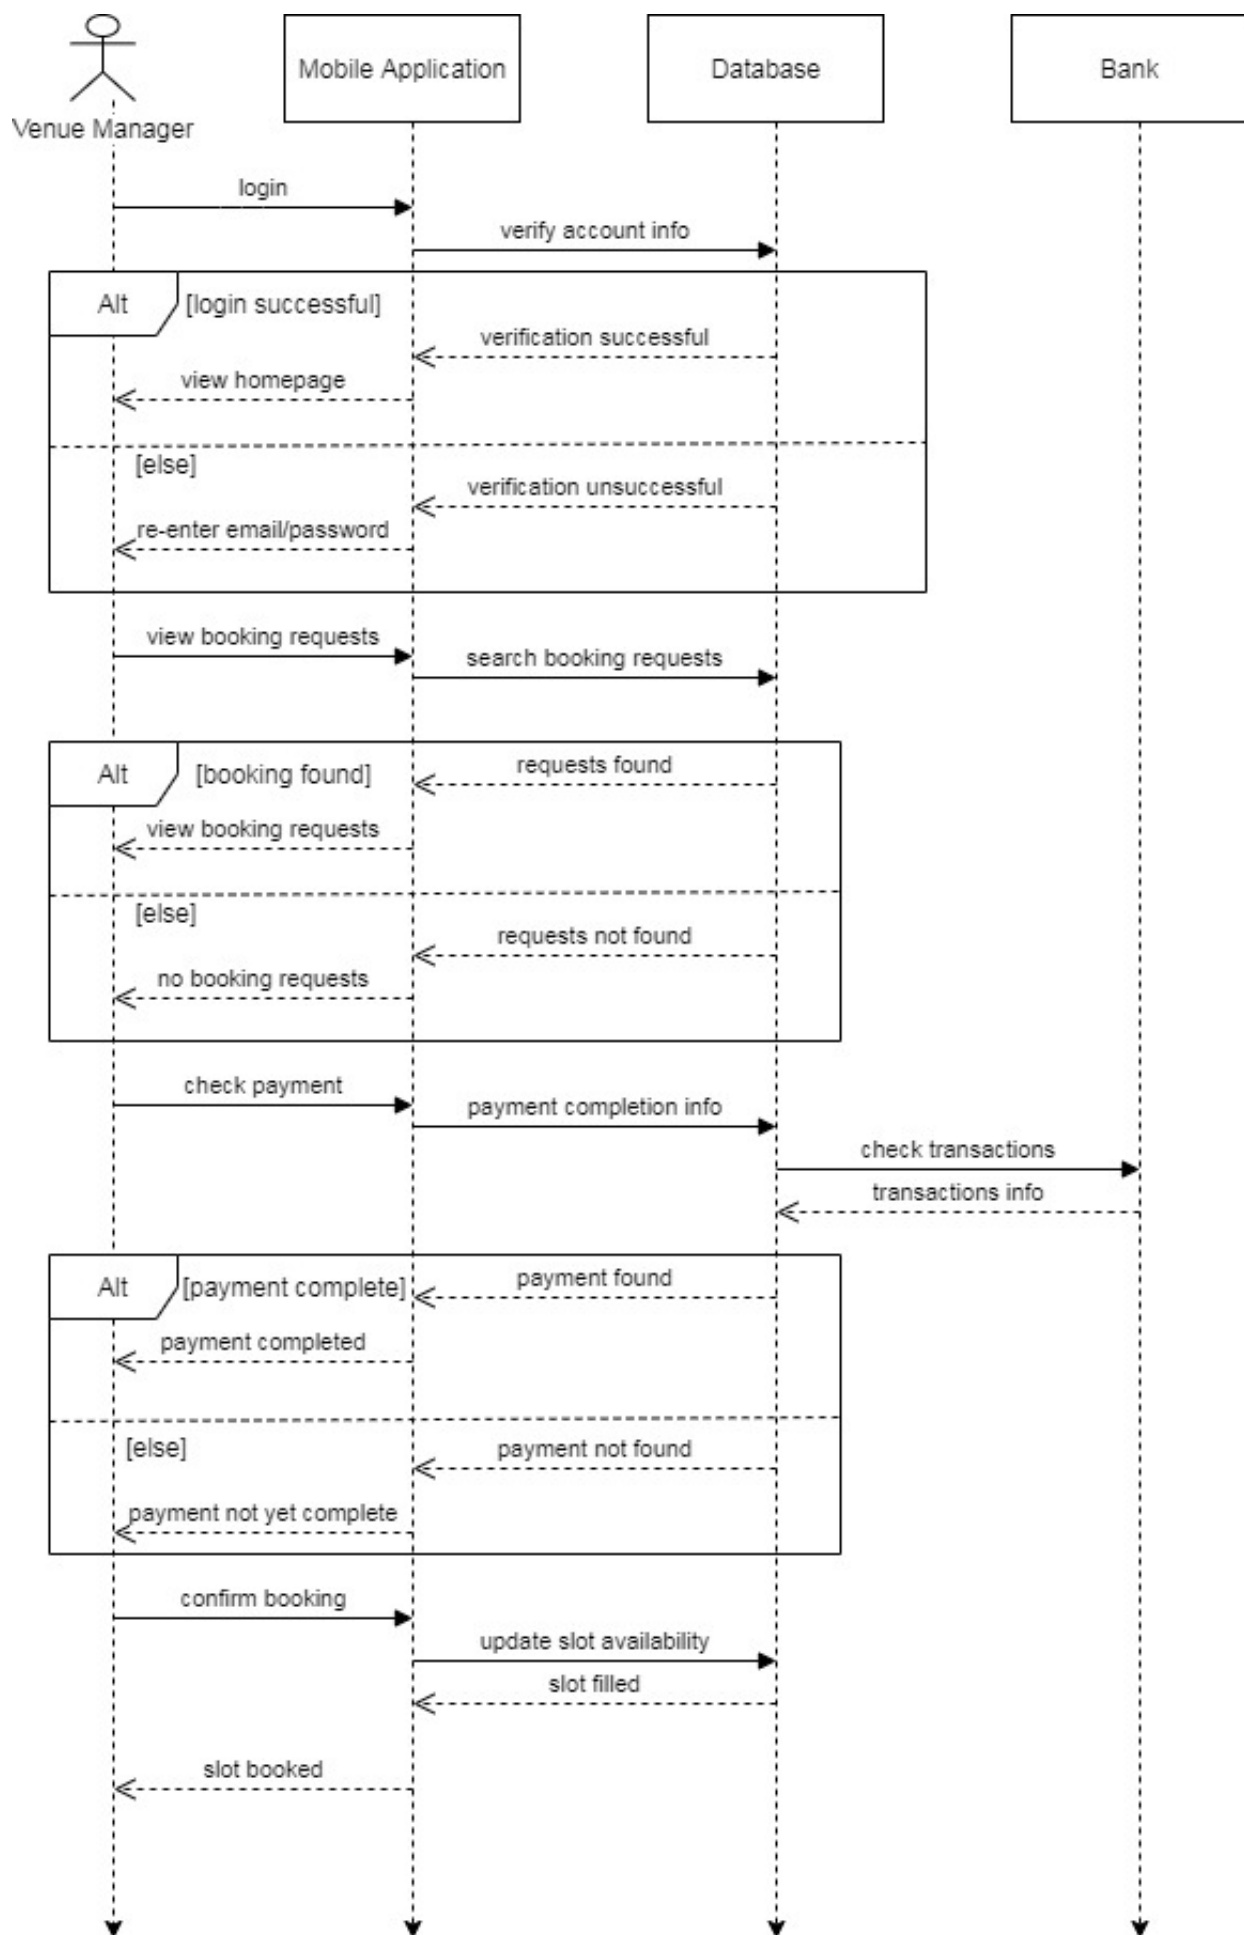 Mobile Application
Database
Bank
Venue Manager
login
verify account info
Alt
[login successful]
verification successful
view homepage
[else]
verification unsuccessful
re-enter email/password
view booking requests
search booking requests
Alt
[booking found]
requests found
view booking requests
[else]
requests not found
no booking requests
check payment
payment completion info
check transactions
transactions info
Alt
[payment complete]
payment found
payment completed
[else]
payment not found
payment not yet complete
confirm booking
update slot availability
slot filled
slot booked